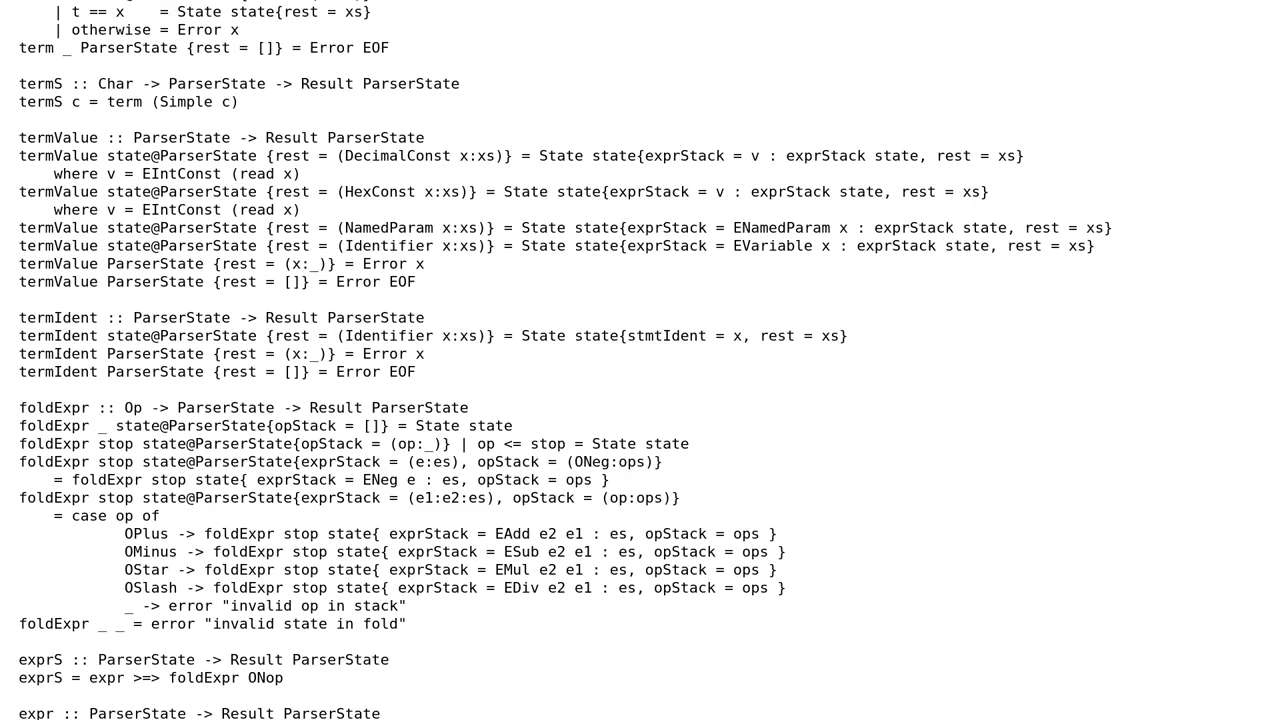 | t == x    = State state{rest = xs}
    | otherwise = Error x
term _ ParserState {rest = []} = Error EOF

termS :: Char -> ParserState -> Result ParserState
termS c = term (Simple c)

termValue :: ParserState -> Result ParserState
termValue state@ParserState {rest = (DecimalConst x:xs)} = State state{exprStack = v : exprStack state, rest = xs}
    where v = EIntConst (read x)
termValue state@ParserState {rest = (HexConst x:xs)} = State state{exprStack = v : exprStack state, rest = xs}
    where v = EIntConst (read x)
termValue state@ParserState {rest = (NamedParam x:xs)} = State state{exprStack = ENamedParam x : exprStack state, rest = xs}
termValue state@ParserState {rest = (Identifier x:xs)} = State state{exprStack = EVariable x : exprStack state, rest = xs}
termValue ParserState {rest = (x:_)} = Error x
termValue ParserState {rest = []} = Error EOF

termIdent :: ParserState -> Result ParserState
termIdent state@ParserState {rest = (Identifier x:xs)} = State state{stmtIdent = x, rest = xs}
termIdent ParserState {rest = (x:_)} = Error x
termIdent ParserState {rest = []} = Error EOF

foldExpr :: Op -> ParserState -> Result ParserState
foldExpr _ state@ParserState{opStack = []} = State state
foldExpr stop state@ParserState{opStack = (op:_)} | op <= stop = State state
foldExpr stop state@ParserState{exprStack = (e:es), opStack = (ONeg:ops)}
    = foldExpr stop state{ exprStack = ENeg e : es, opStack = ops }
foldExpr stop state@ParserState{exprStack = (e1:e2:es), opStack = (op:ops)}
    = case op of
            OPlus -> foldExpr stop state{ exprStack = EAdd e2 e1 : es, opStack = ops }
            OMinus -> foldExpr stop state{ exprStack = ESub e2 e1 : es, opStack = ops }
            OStar -> foldExpr stop state{ exprStack = EMul e2 e1 : es, opStack = ops }
            OSlash -> foldExpr stop state{ exprStack = EDiv e2 e1 : es, opStack = ops }
            _ -> error "invalid op in stack"
foldExpr _ _ = error "invalid state in fold"

exprS :: ParserState -> Result ParserState
exprS = expr >=> foldExpr ONop

expr :: ParserState -> Result ParserState